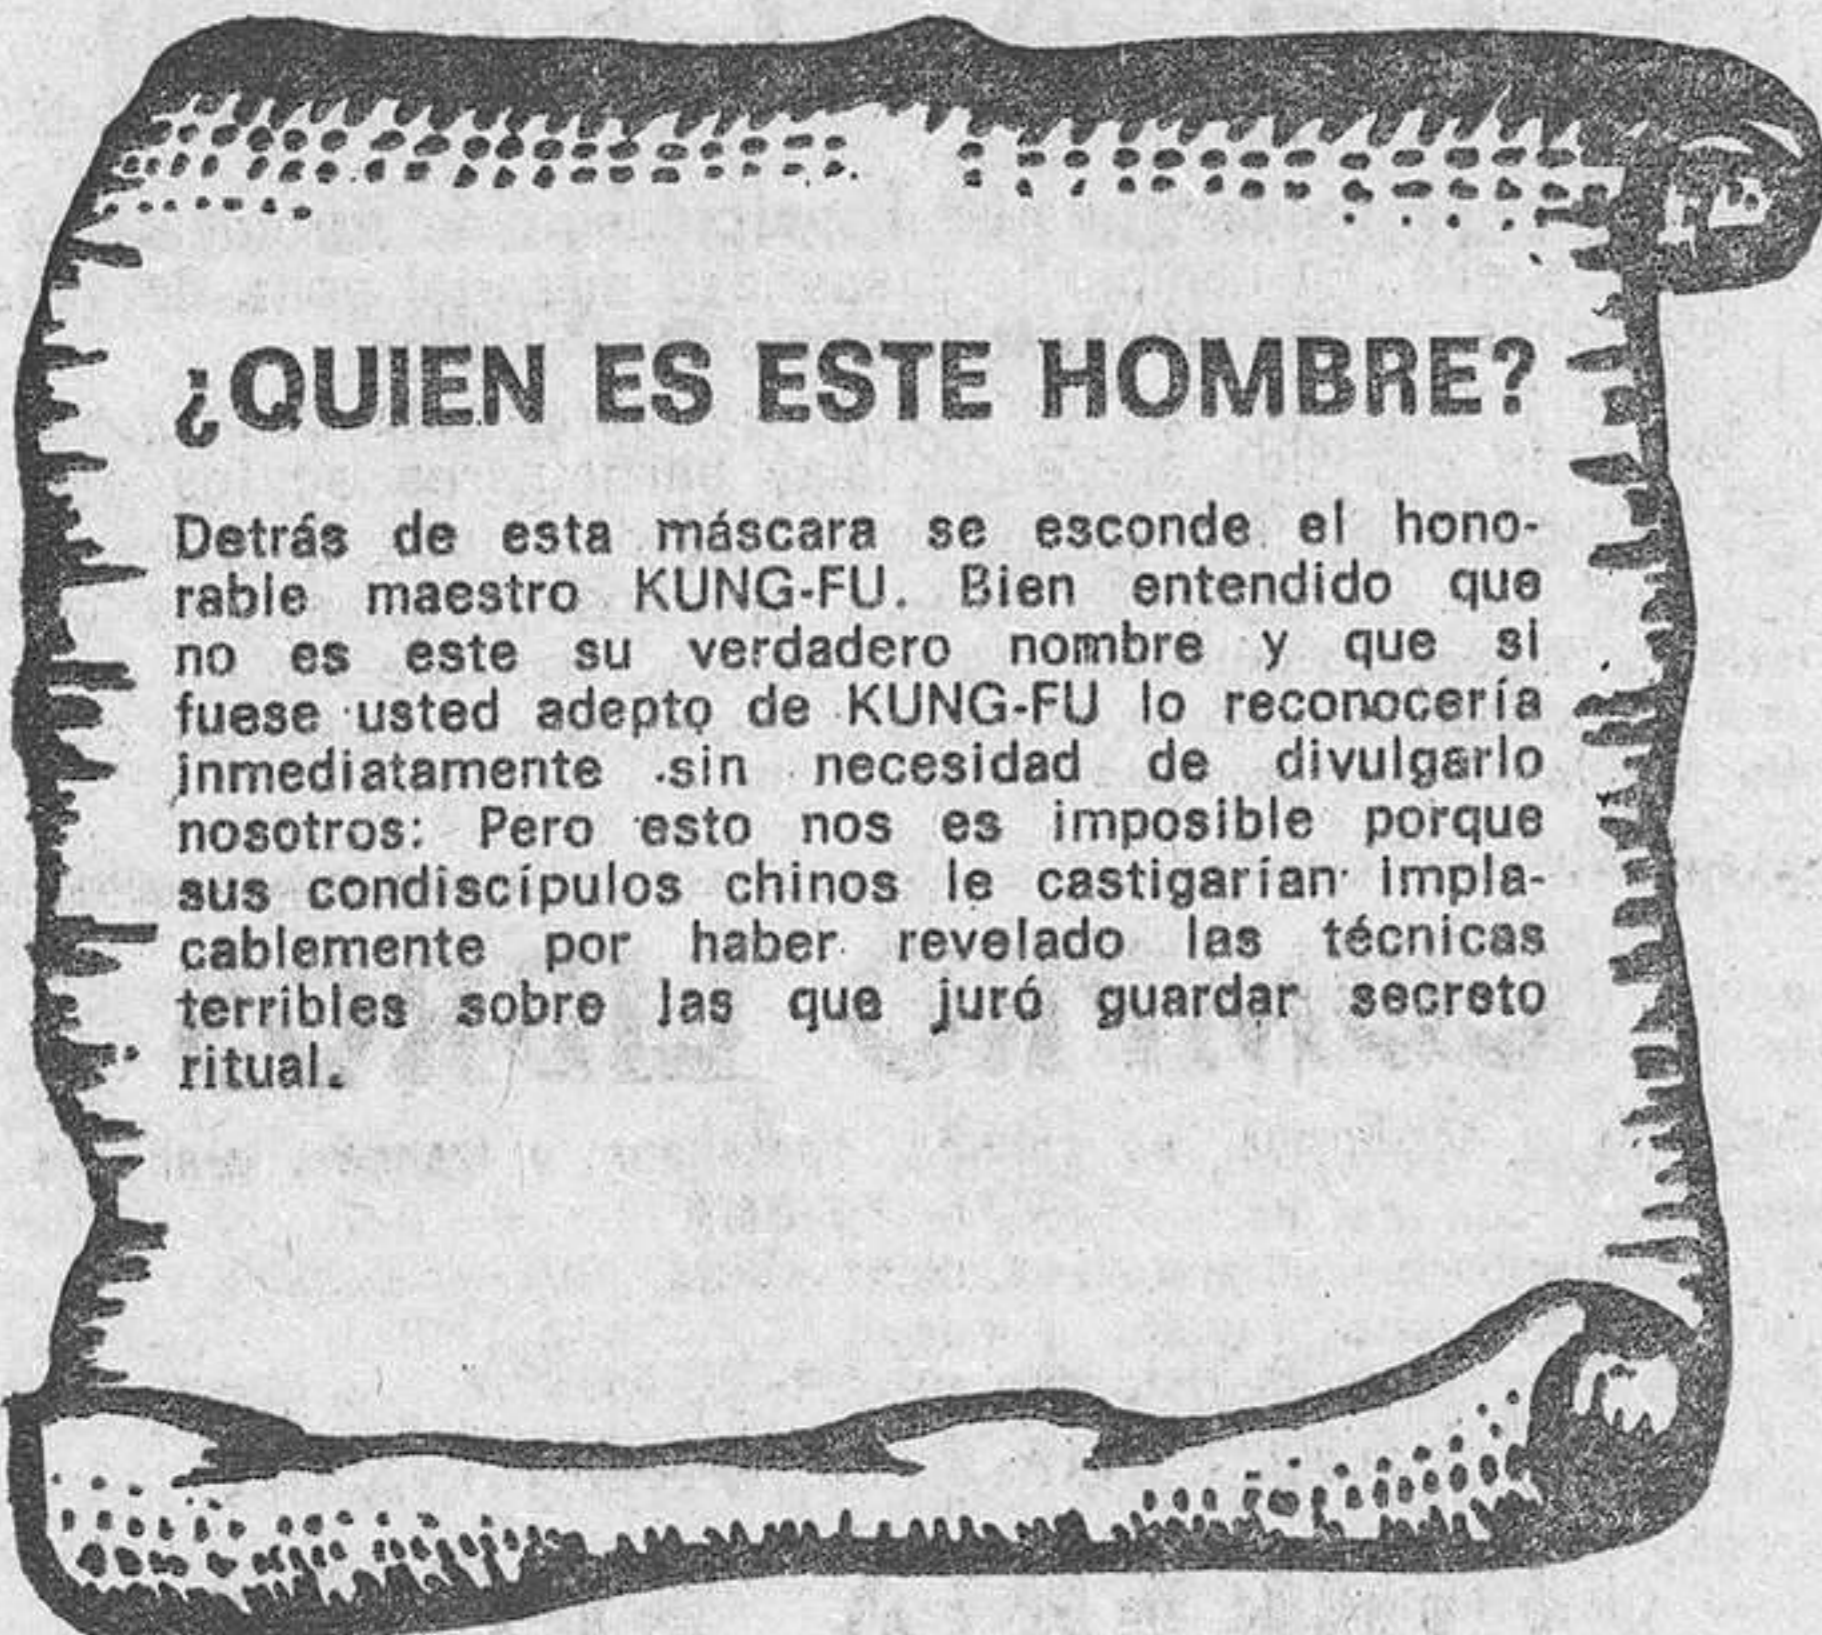 ¿QUIEN ES ESTE HOMBRE?
Detrás de esta máscara se esconde el hono-
rable maestro KUNG-FU. Bien entendido que
no es este su verdadero nombre y que si
fuese usted adepto de KUNG-FU lo reconocería
inmediatamente sin necesidad de divulgarlo
nosotros: Pero esto nos es imposible porque
sus condiscípulos chinos le castigarían impla-
cablemente por haber revelado las técnicas
terribles sobre las que juró guardar secreto
ritual.